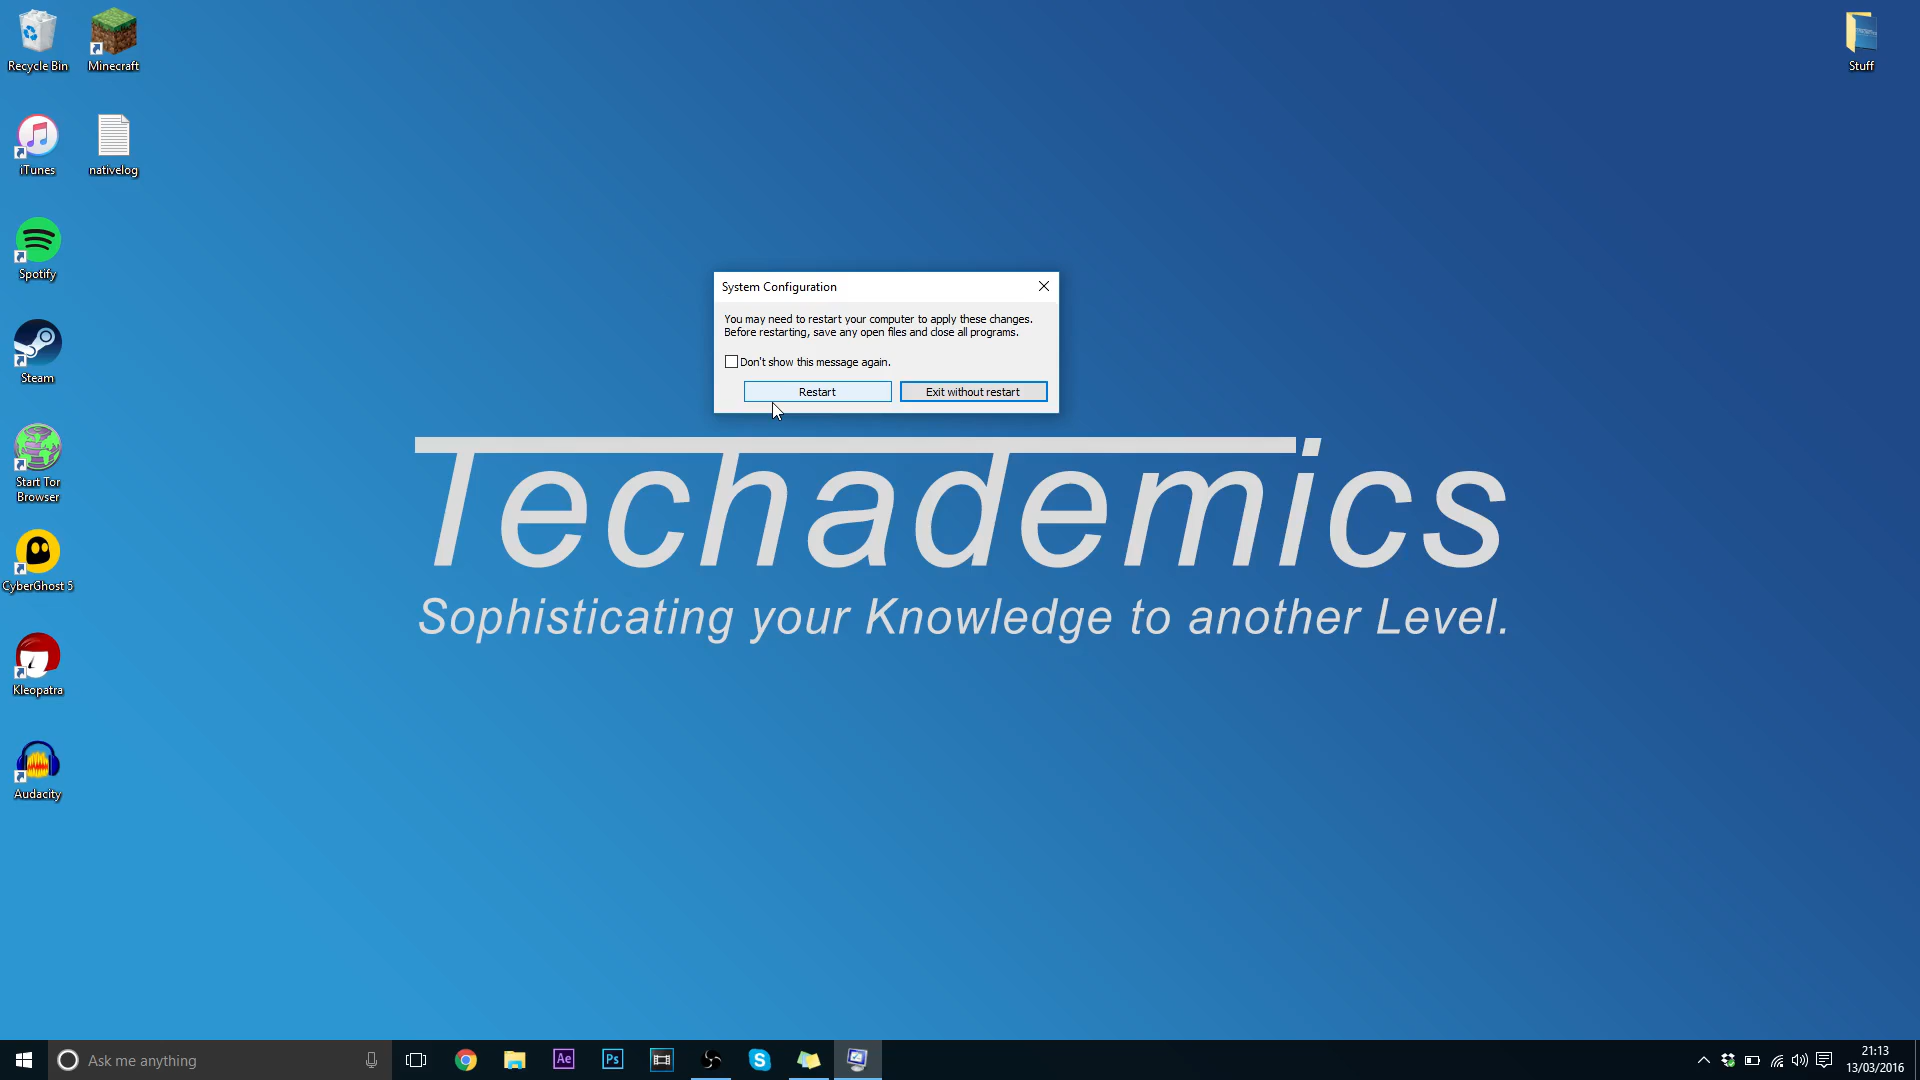 Recycle Bin
Minecraft
Stuff
iTunes
nativelog
Spotify
Steam
Start Tor
Browser
CyberGhost 5
Kleopatra
Audacity
System Configuration
You may need to restart your computer to apply these changes.
Before restarting, save any open files and close all programs.
Don't show this message again.
Restart
Exit without restart
Techademics
Sophisticating your Knowledge to another Level.
Ask me anything
Ae
Ps
21:13
13/03/2016